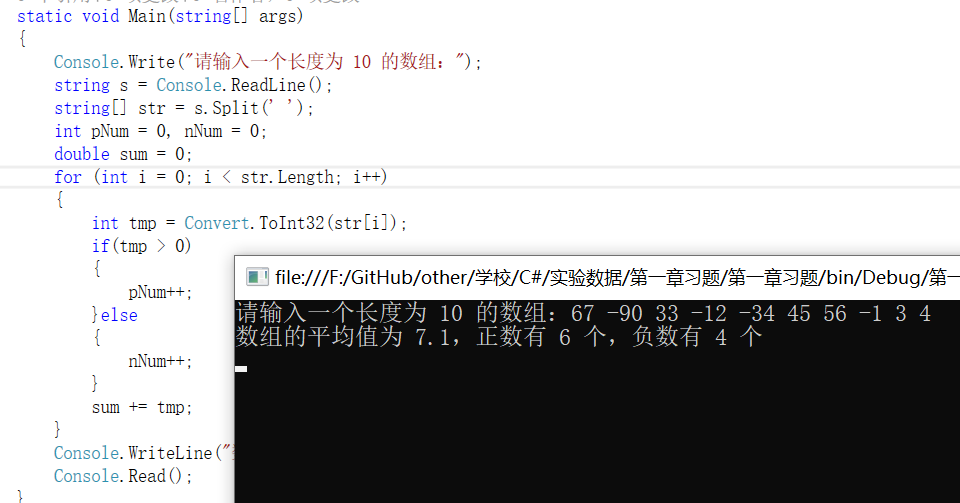 static void Main(string[] args)
{
Console.Write("请输入一个长度为 10 的数组：");
string s = Console.ReadLine();
string[] str = s.Split(' ');
int pNum = 0, nNum = 0;
double sum = 0;
for (int i = 0; i < str.Length; i++)
{
int tmp = Convert.ToInt32(str[i]);
if(tmp > 0)
{
pNum++;
}else
{
nNum++;
}
sum += tmp;
}
Console.WriteLine("
Console.Read();
}
file:///F:/GitHub/other/学校/C#/实验数据/第一章习题/第一章习题/bin/Debug/第一
请输入一个长度为 10 的数组：67 -90 33 -12 -34 45 56 -1 3 4
数组的平均值为 7.1，正数有 6 个，负数有 4 个